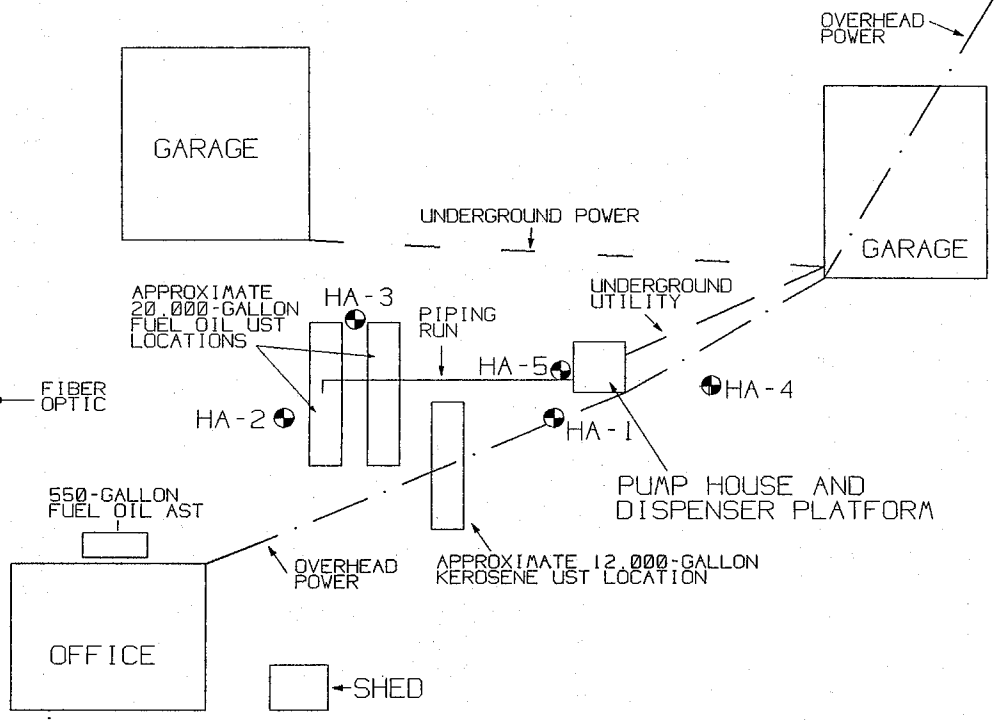 OVERHEAD
POWER
GARAGE
UNDERGROUND POWER
GARAGE
APPROXIMATE
20,000-GALLON
FUEL OIL UST
LOCATIONS
HA-3
PIPING
RUN
UNDERGROUND
UTILITY
HA-5
FIBER
OPTIC
HA-2
HA-4
HA-1
550-GALLON
FUEL OIL AST
PUMP HOUSE AND
DISPENSER PLATFORM
OVERHEAD
POWER
APPROXIMATE 12,000-GALLON
KEROSENE UST LOCATION
OFFICE
SHED